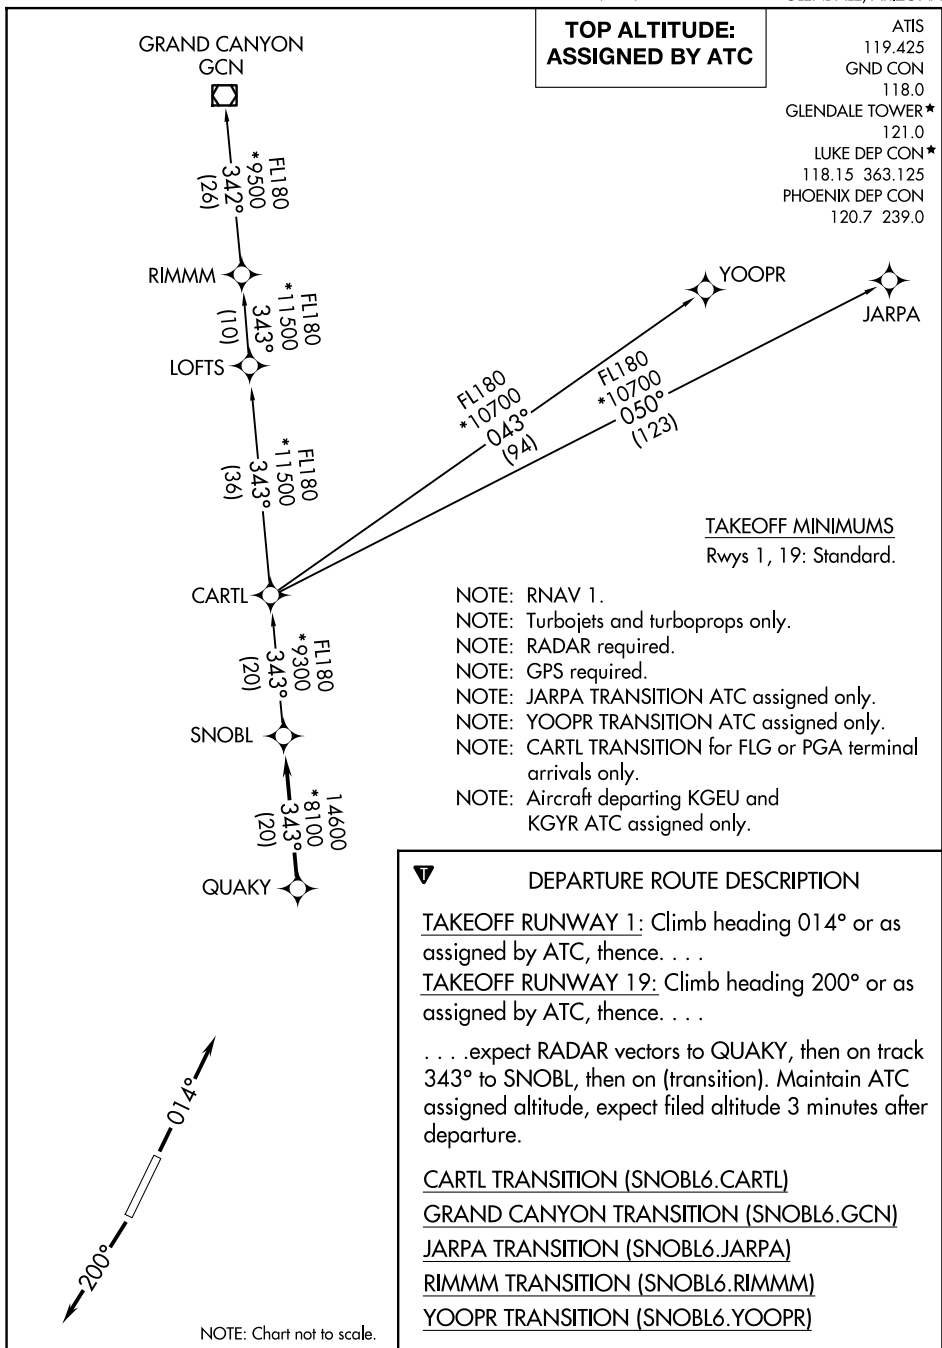 TOP ALTITUDE:
ASSIGNED BY ATC
ATIS
119.425
GND CON
118.0
GLENDALE TOWER★
121.0
LUKE DEP CON★
118.15 363.125
PHOENIX DEP CON
120.7 239.0
GRAND CANYON
GCN
FL180
*9500
342°
(26)
RIMMM
FL180
*11500
343°
(10)
LOFTS
FL180
*11500
343°
(36)
YOOPR
JARPA
FL180
*10700
043°
(94)
FL180
*10700
050°
(123)
CARTL
FL180
*9300
343°
(20)
SNOBL
14600
*8100
343°
(20)
QUAKY
TAKEOFF MINIMUMS
Rwys 1, 19: Standard.
NOTE: RNAV 1.
NOTE: Turbojets and turboprops only.
NOTE: RADAR required.
NOTE: GPS required.
NOTE: JARPA TRANSITION ATC assigned only.
NOTE: YOOPR TRANSITION ATC assigned only.
NOTE: CARTL TRANSITION for FLG or PGA terminal
arrivals only.
NOTE: Aircraft departing KGEU and
KGYR ATC assigned only.
T
DEPARTURE ROUTE DESCRIPTION
TAKEOFF RUNWAY 1: Climb heading 014° or as
assigned by ATC, thence. . . .
TAKEOFF RUNWAY 19: Climb heading 200° or as
assigned by ATC, thence. . . .
. . . .expect RADAR vectors to QUAKY, then on track
343° to SNOBL, then on (transition). Maintain ATC
assigned altitude, expect filed altitude 3 minutes after
departure.
CARTL TRANSITION (SNOBL6.CARTL)
GRAND CANYON TRANSITION (SNOBL6.GCN)
JARPA TRANSITION (SNOBL6.JARPA)
RIMMM TRANSITION (SNOBL6.RIMMM)
YOOPR TRANSITION (SNOBL6.YOOPR)
014°
200°
NOTE: Chart not to scale.